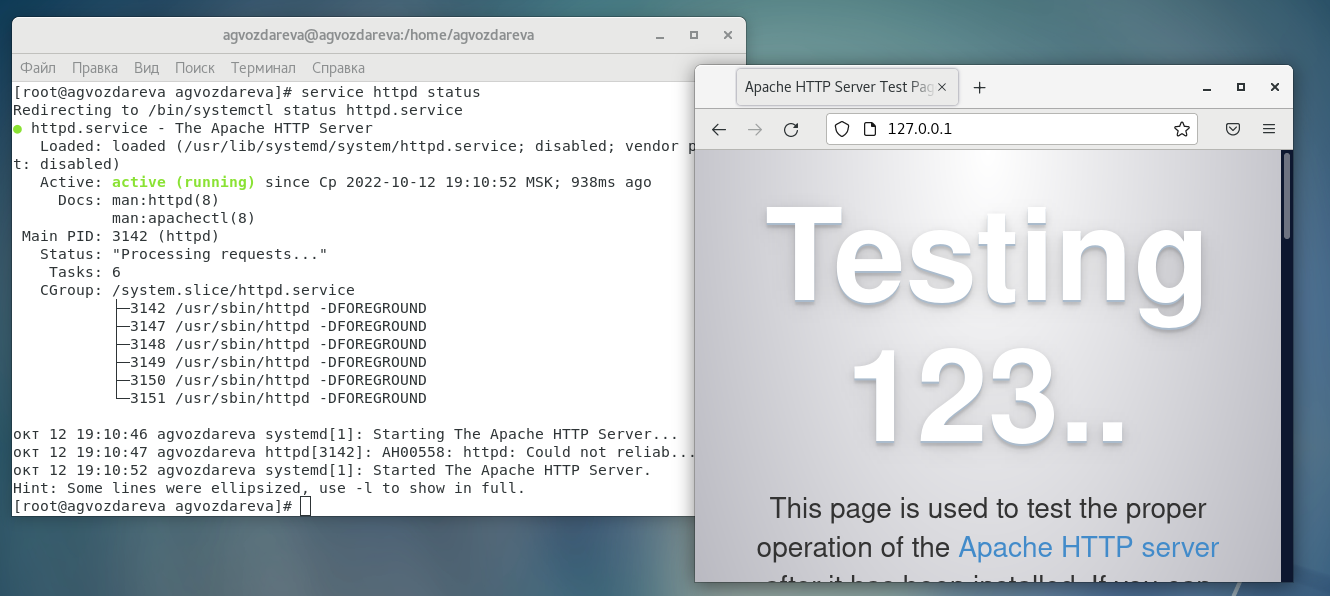 agvozdareva@agvozdareva:/home/agvozdareva
Файл Правка Вид Поиск Терминал Справка
[root@agvozdareva agvozdareva]# service httpd status
Redirecting to /bin/systemctl status httpd.service
● httpd.service - The Apache HTTP Server
Loaded: loaded (/usr/lib/systemd/system/httpd.service; disabled; vendor p
t: disabled)
Active: active (running) since Ср 2022-10-12 19:10:52 MSK; 938ms ago
Docs: man:httpd(8)
man:apachectl(8)
Main PID: 3142 (httpd)
Status: "Processing requests..."
Tasks: 6
CGroup: /system.slice/httpd.service
├─3142 /usr/sbin/httpd -DFOREGROUND
├─3147 /usr/sbin/httpd -DFOREGROUND
├─3148 /usr/sbin/httpd -DFOREGROUND
├─3149 /usr/sbin/httpd -DFOREGROUND
├─3150 /usr/sbin/httpd -DFOREGROUND
└─3151 /usr/sbin/httpd -DFOREGROUND
окт 12 19:10:46 agvozdareva systemd[1]: Starting The Apache HTTP Server...
окт 12 19:10:47 agvozdareva httpd[3142]: AH00558: httpd: Could not reliab...
окт 12 19:10:52 agvozdareva systemd[1]: Started The Apache HTTP Server.
Hint: Some lines were ellipsized, use -l to show in full.
[root@agvozdareva agvozdareva]#
Apache HTTP Server Test Pag
127.0.0.1
Testing
123..
This page is used to test the proper
operation of the Apache HTTP server
after it has been installed. If you can